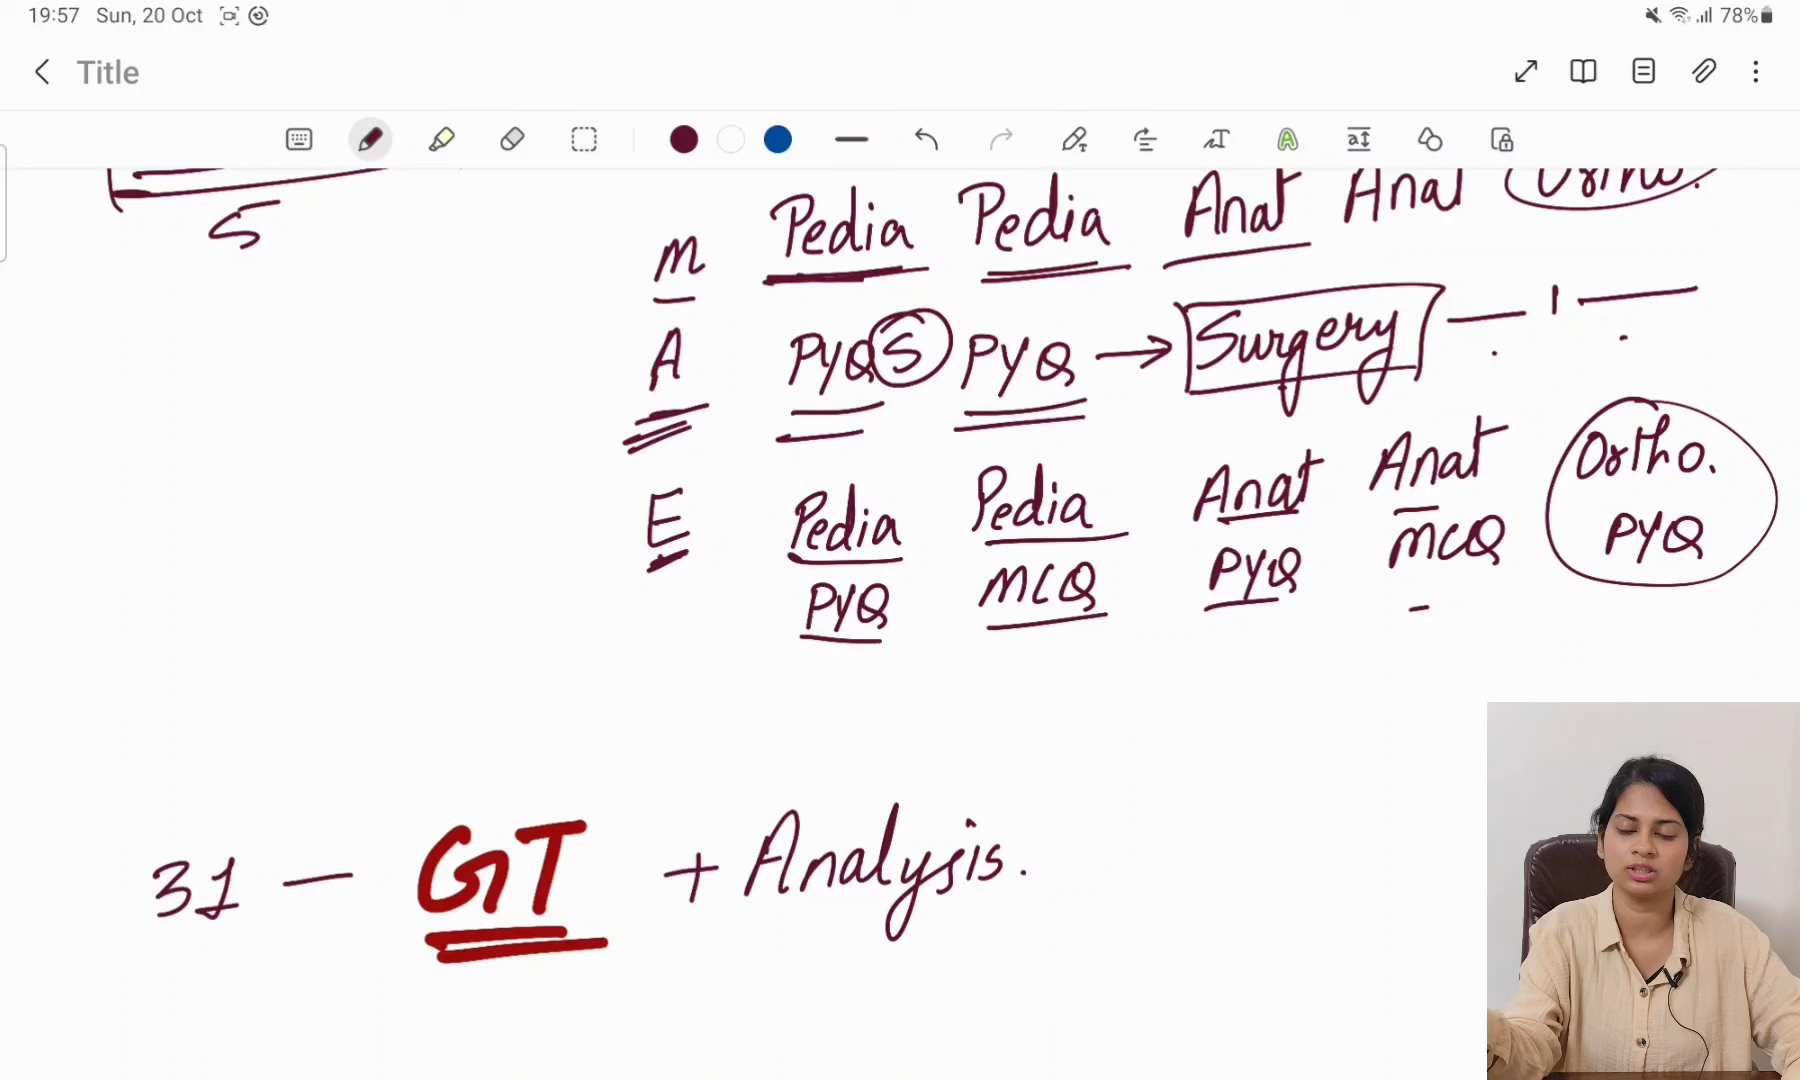 19:57 Sun, 20 Oct 78%
Title
5
M Pedia Pedia Anat Anat Ortho.
A PYQ S PYQ → Surgery
E Pedia Pedia Anat Anat Ortho.
PYQ MCQ PYQ MCQ PYQ
31 — GT + Analysis.